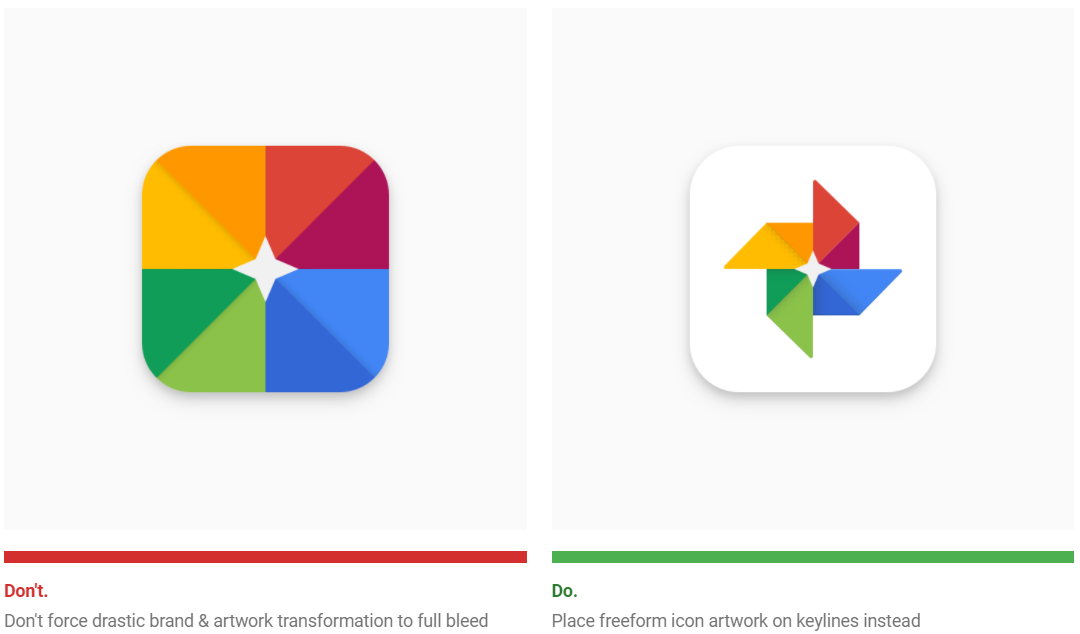 Don't.
Don't force drastic brand & artwork transformation to full bleed
Do.
Place freeform icon artwork on keylines instead